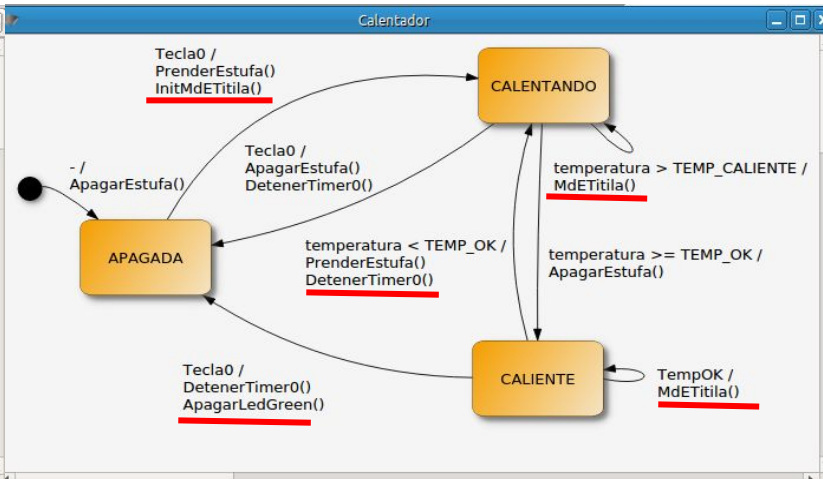 Calentador
Tecla0 /
PrenderEstufa()
InitMdETitila()
CALENTANDO
- /
ApagarEstufa()
Tecla0 /
ApagarEstufa()
DetenerTimer0()
temperatura > TEMP_CALIENTE /
MdETitila()
APAGADA
temperatura < TEMP_OK /
PrenderEstufa()
DetenerTimer0()
temperatura >= TEMP_OK /
ApagarEstufa()
Tecla0 /
DetenerTimer0()
ApagarLedGreen()
CALIENTE
TempOK /
MdETitila()